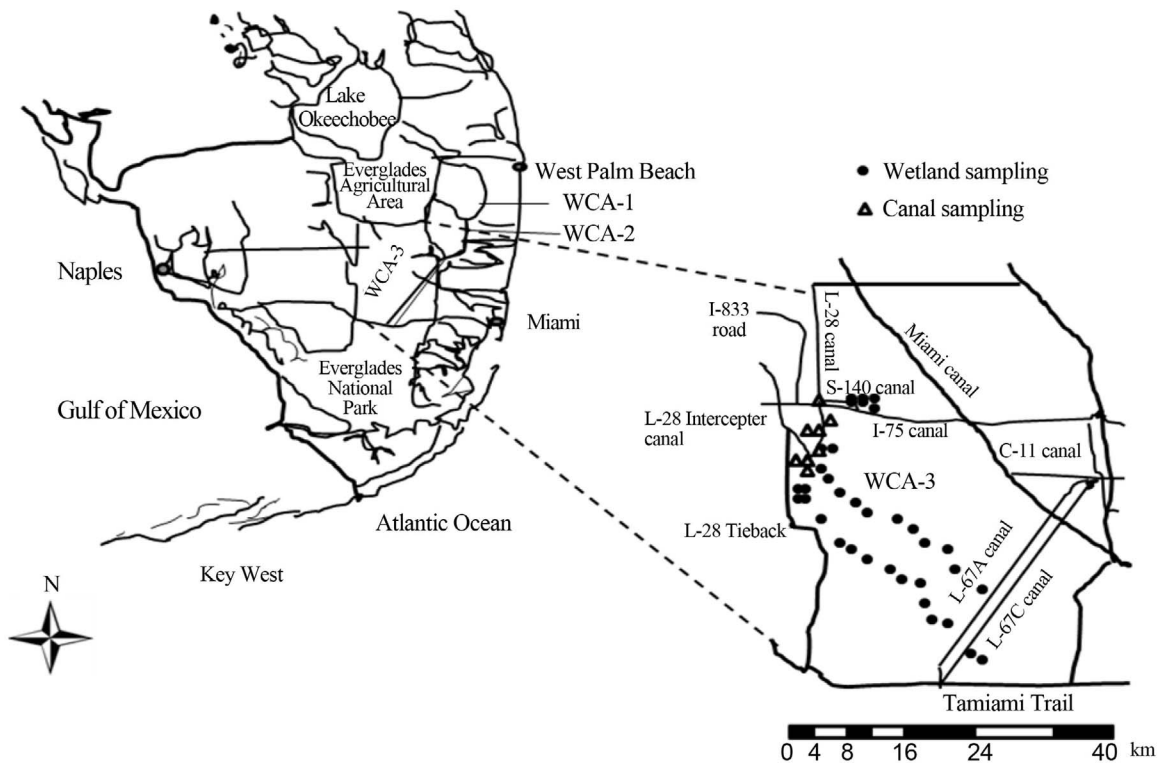 Lake
Okeechobee
Everglades
Agricultural
Area
West Palm Beach
WCA-1
WCA-2
WCA-3
Naples
Miami
Everglades
National
Park
Gulf of Mexico
Atlantic Ocean
Key West
N
Wetland sampling
Canal sampling
I-833
road
L-28 canal
Miami canal
S-140 canal
L-28 Intercepter
canal
I-75 canal
C-11 canal
WCA-3
L-28 Tieback
L-67A canal
L-67C canal
Tamiami Trail
0 4 8 16 24 40 km